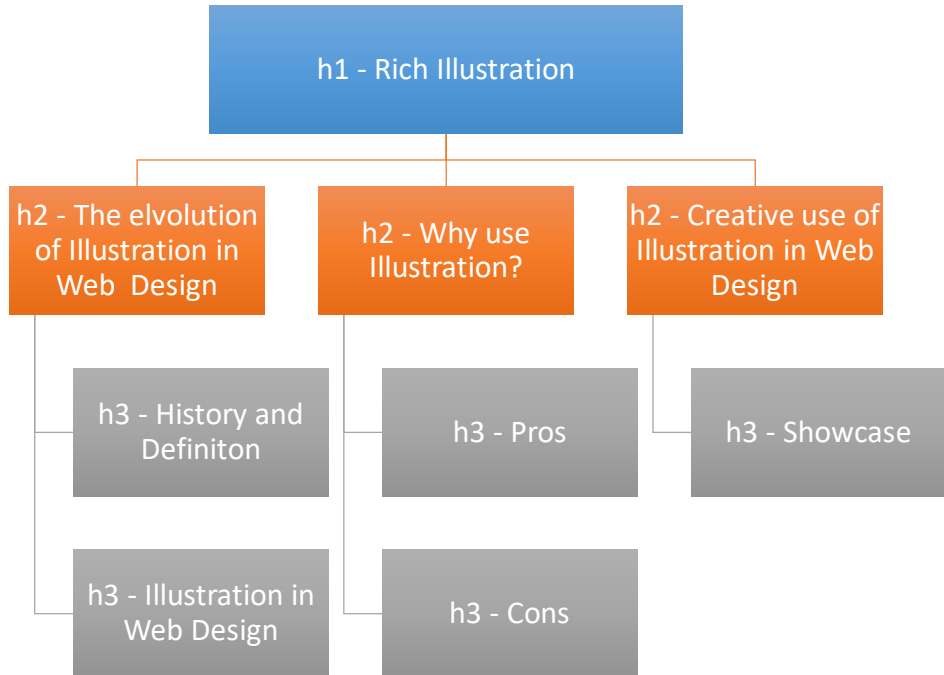 h1 - Rich Illustration
h2 - The elvolution
of Illustration in
Web  Design
h2 - Why use
Illustration?
h2 - Creative use of
Illustration in Web
Design
h3 - History and
Definiton
h3 - Pros
h3 - Showcase
h3 - Illustration in
Web Design
h3 - Cons